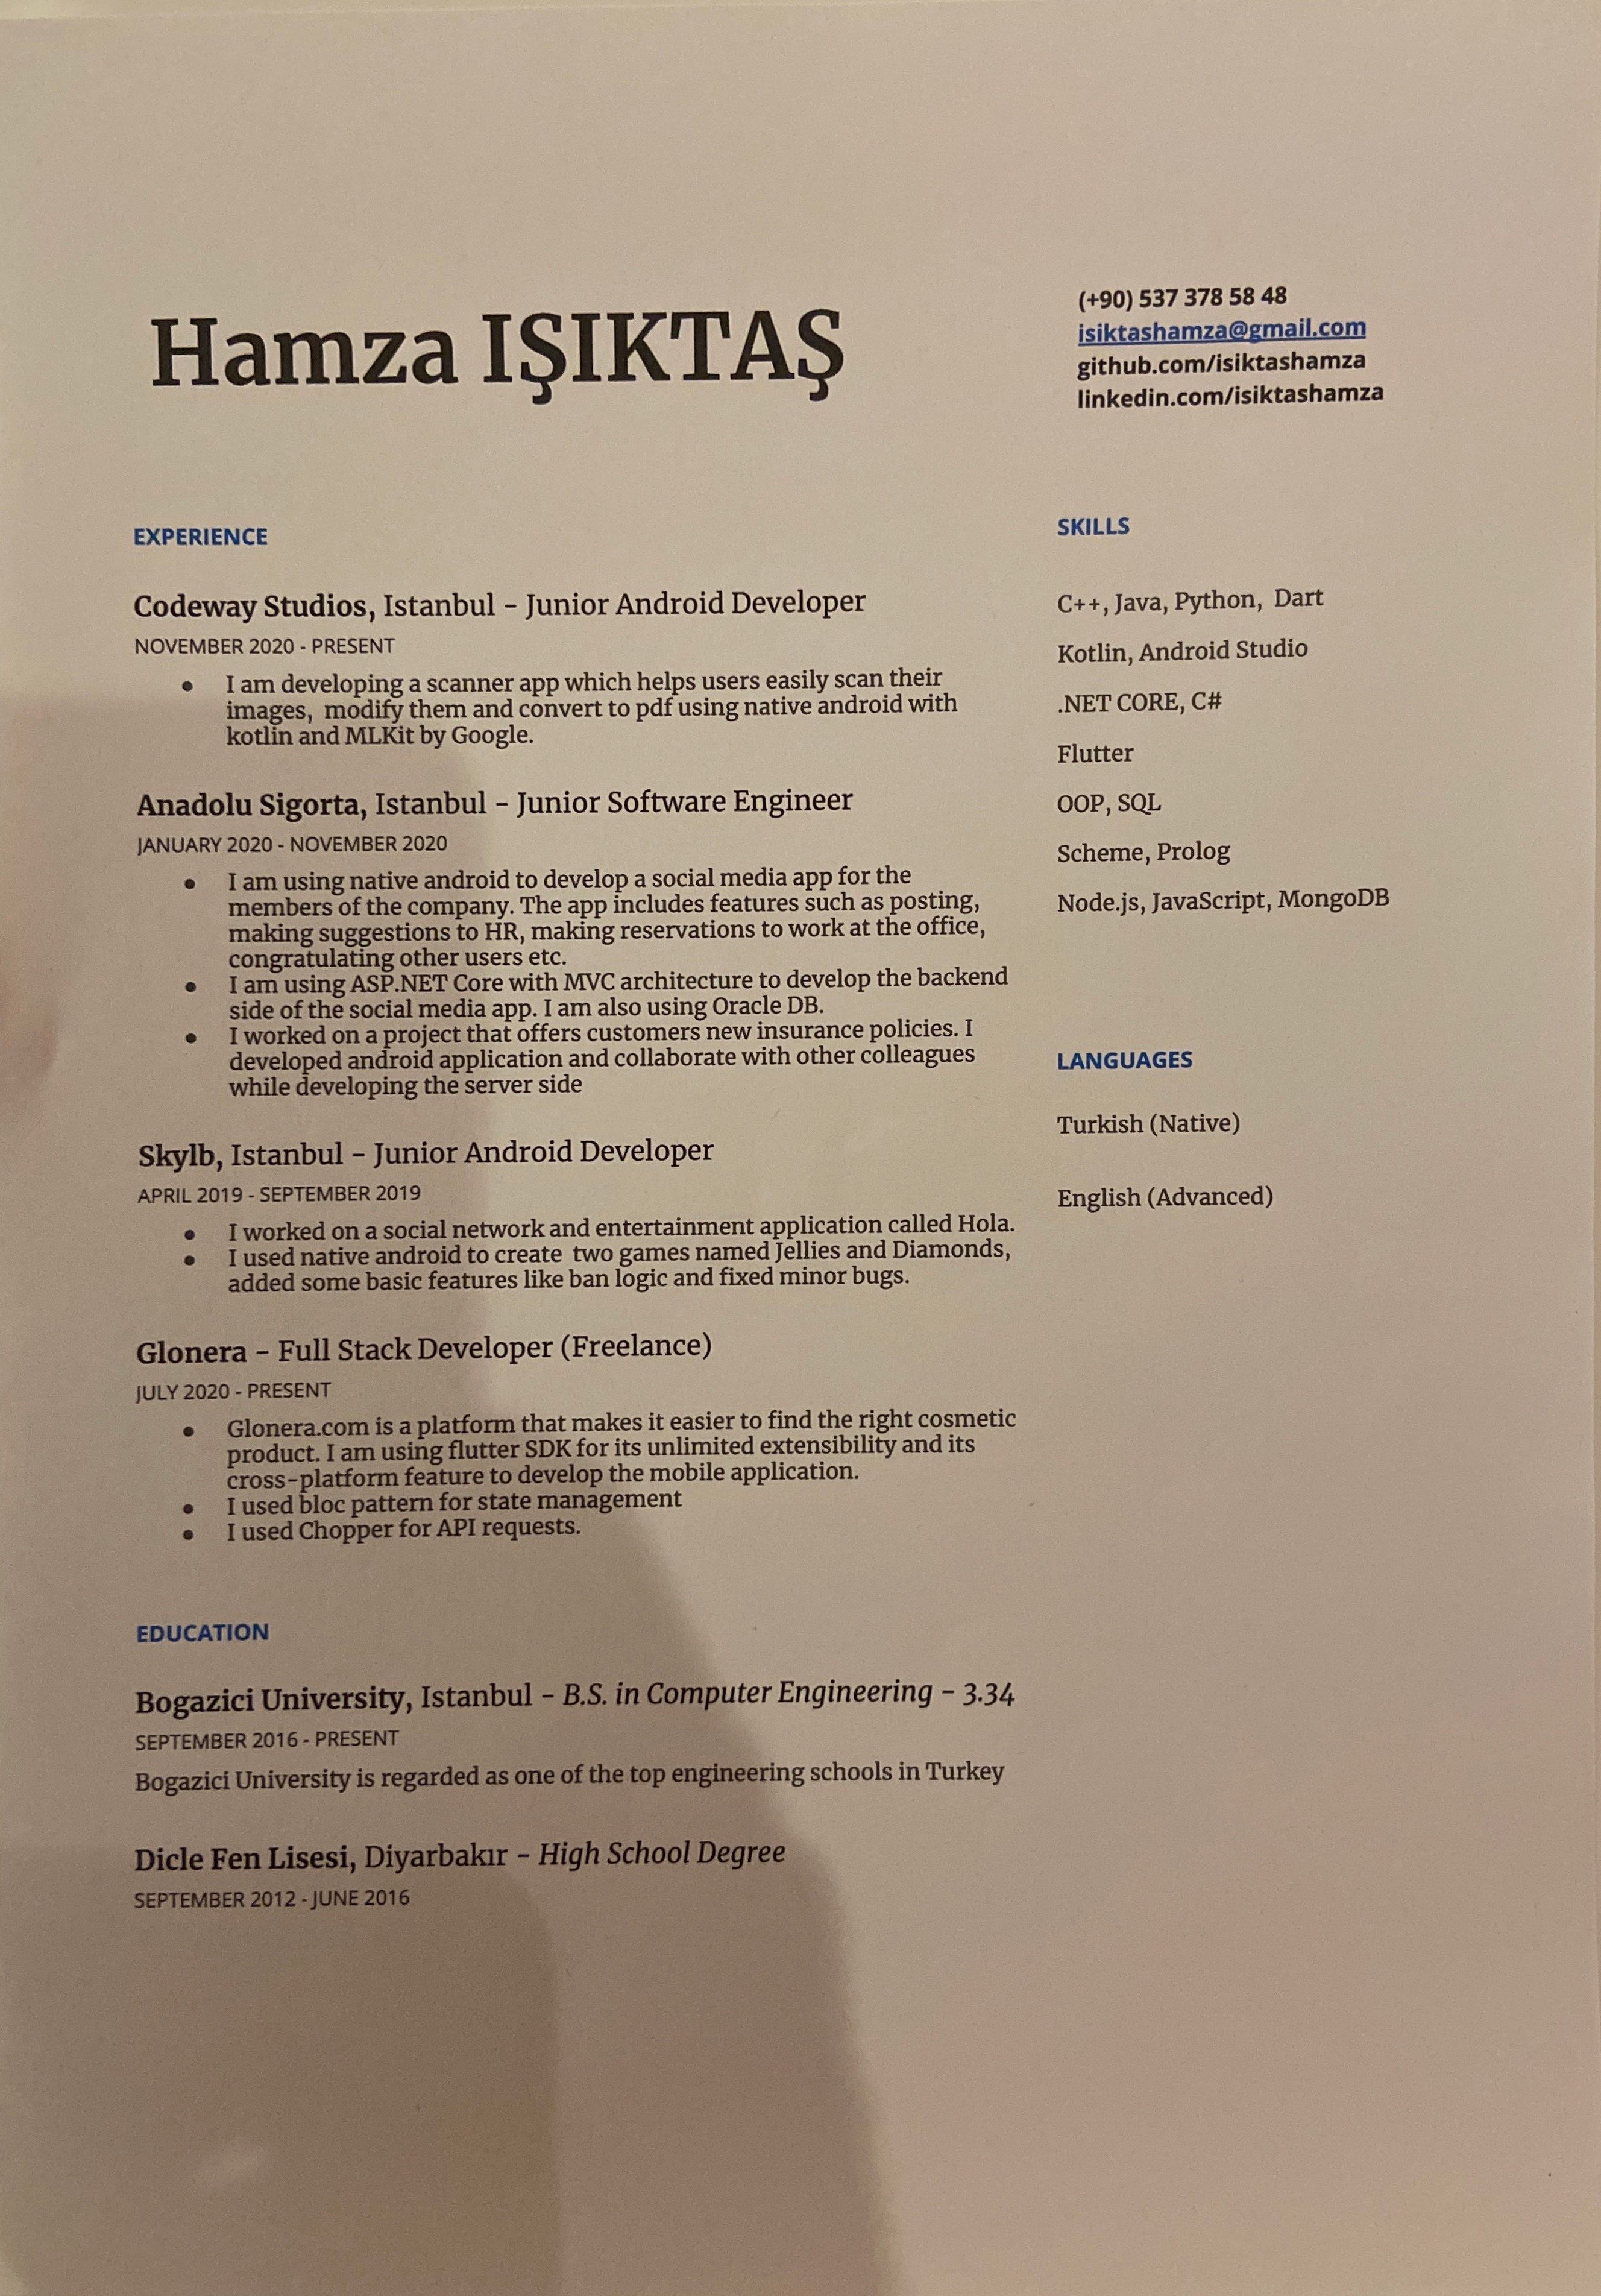 Hamza IŞIKTAŞ
(+90) 537 378 58 48
isiktashamza@gmail.com
github.com/isiktashamza
linkedin.com/isiktashamza
EXPERIENCE
Codeway Studios, Istanbul – Junior Android Developer
NOVEMBER 2020 - PRESENT
● I am developing a scanner app which helps users easily scan their
images,  modify them and convert to pdf using native android with
kotlin and MLKit by Google.
Anadolu Sigorta, Istanbul – Junior Software Engineer
JANUARY 2020 - NOVEMBER 2020
● I am using native android to develop a social media app for the
members of the company. The app includes features such as posting,
making suggestions to HR, making reservations to work at the office,
congratulating other users etc.
● I am using ASP.NET Core with MVC architecture to develop the backend
side of the social media app. I am also using Oracle DB.
● I worked on a project that offers customers new insurance policies. I
developed android application and collaborate with other colleagues
while developing the server side
Skylb, Istanbul – Junior Android Developer
APRIL 2019 - SEPTEMBER 2019
● I worked on a social network and entertainment application called Hola.
● I used native android to create  two games named Jellies and Diamonds,
added some basic features like ban logic and fixed minor bugs.
Glonera – Full Stack Developer (Freelance)
JULY 2020 - PRESENT
● Glonera.com is a platform that makes it easier to find the right cosmetic
product. I am using flutter SDK for its unlimited extensibility and its
cross-platform feature to develop the mobile application.
● I used bloc pattern for state management
● I used Chopper for API requests.
EDUCATION
Bogazici University, Istanbul – B.S. in Computer Engineering – 3.34
SEPTEMBER 2016 - PRESENT
Bogazici University is regarded as one of the top engineering schools in Turkey
Dicle Fen Lisesi, Diyarbakır – High School Degree
SEPTEMBER 2012 - JUNE 2016
SKILLS
C++, Java, Python,  Dart
Kotlin, Android Studio
.NET CORE, C#
Flutter
OOP, SQL
Scheme, Prolog
Node.js, JavaScript, MongoDB
LANGUAGES
Turkish (Native)
English (Advanced)